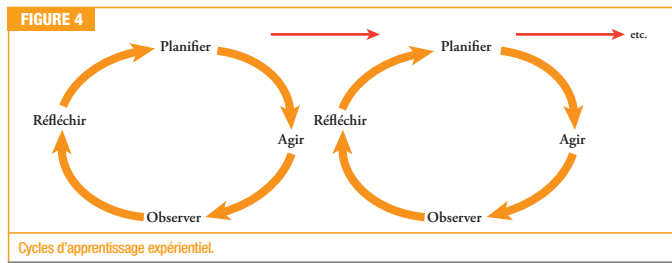 FIGURE 4
Planifier
Réfléchir
Agir
Observer
Planifier
Réfléchir
Agir
Observer
etc.
Cycles d’apprentissage expérientiel.